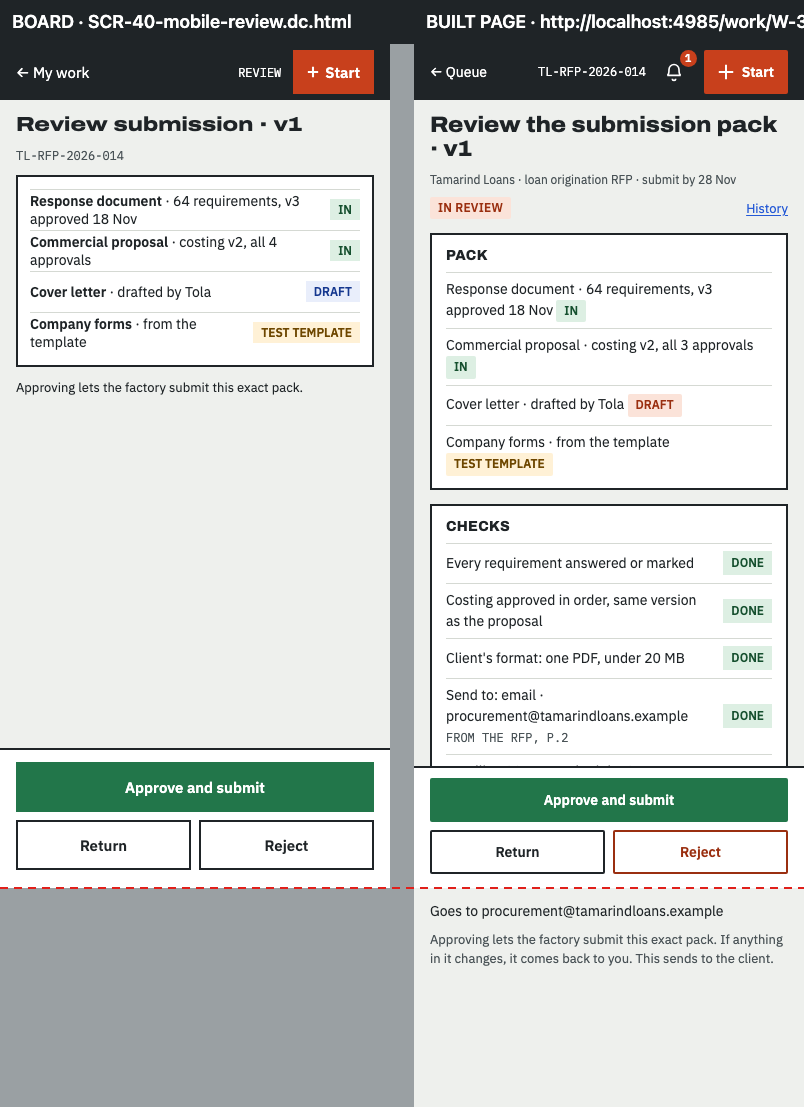 BOARD · SCR-40-mobile-review.dc.html
← My work
REVIEW
+ Start
Review submission · v1
TL-RFP-2026-014
Response document · 64 requirements, v3
approved 18 Nov
IN
Commercial proposal · costing v2, all 4
approvals
IN
Cover letter · drafted by Tola
DRAFT
Company forms · from the
template
TEST TEMPLATE
Approving lets the factory submit this exact pack.
Approve and submit
Return
Reject
BUILT PAGE · http://localhost:4985/work/W-3
← Queue
TL-RFP-2026-014
1
+ Start
Review the submission pack
· v1
Tamarind Loans · loan origination RFP · submit by 28 Nov
IN REVIEW
History
PACK
Response document · 64 requirements, v3
approved 18 Nov IN
Commercial proposal · costing v2, all 3 approvals
IN
Cover letter · drafted by Tola DRAFT
Company forms · from the template
TEST TEMPLATE
CHECKS
Every requirement answered or marked
DONE
Costing approved in order, same version
as the proposal
DONE
Client's format: one PDF, under 20 MB
DONE
Send to: email ·
procurement@tamarindloans.example
FROM THE RFP, P.2
DONE
Approve and submit
Return
Reject
Goes to procurement@tamarindloans.example
Approving lets the factory submit this exact pack. If anything
in it changes, it comes back to you. This sends to the client.